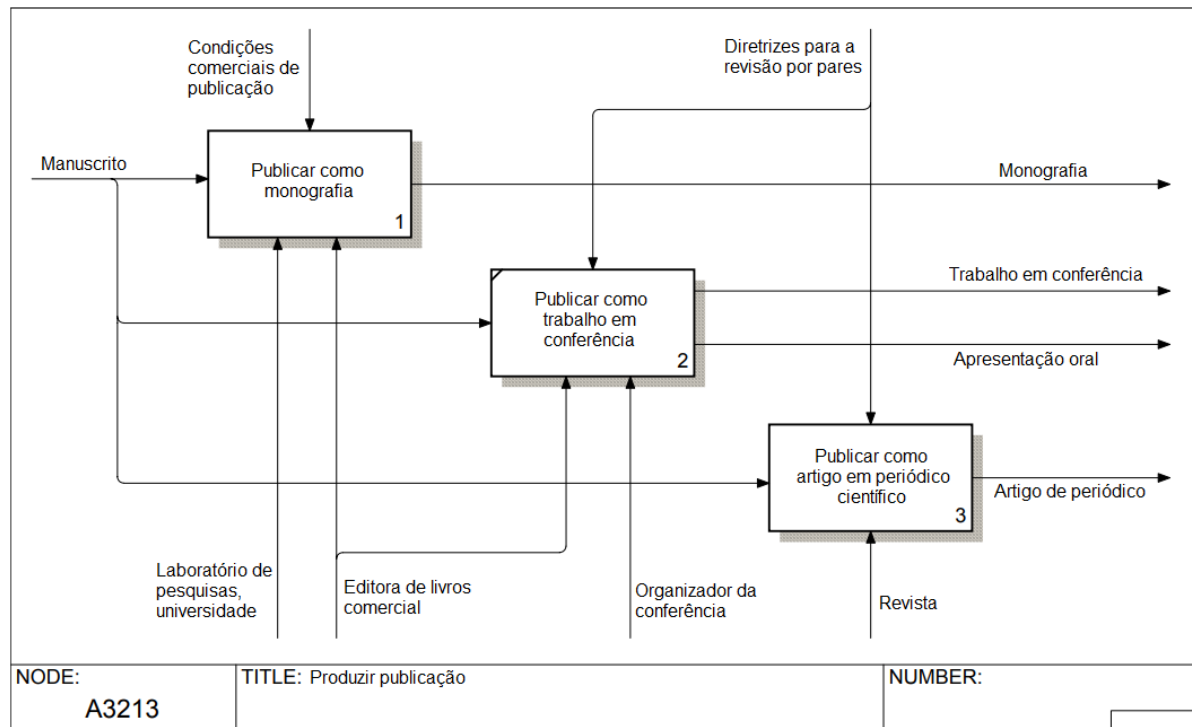 Condições
comerciais de
publicação
Diretrizes para a
revisão por pares
Manuscrito
Publicar como
monografia
1
Monografia
Publicar como
trabalho em
conferência
2
Trabalho em conferência
Apresentação oral
Publicar como
artigo em periódico
científico
3
Artigo de periódico
Laboratório de
pesquisas,
universidade
Editora de livros
comercial
Organizador da
conferência
Revista
NODE:
A3213
TITLE: Produzir publicação
NUMBER: